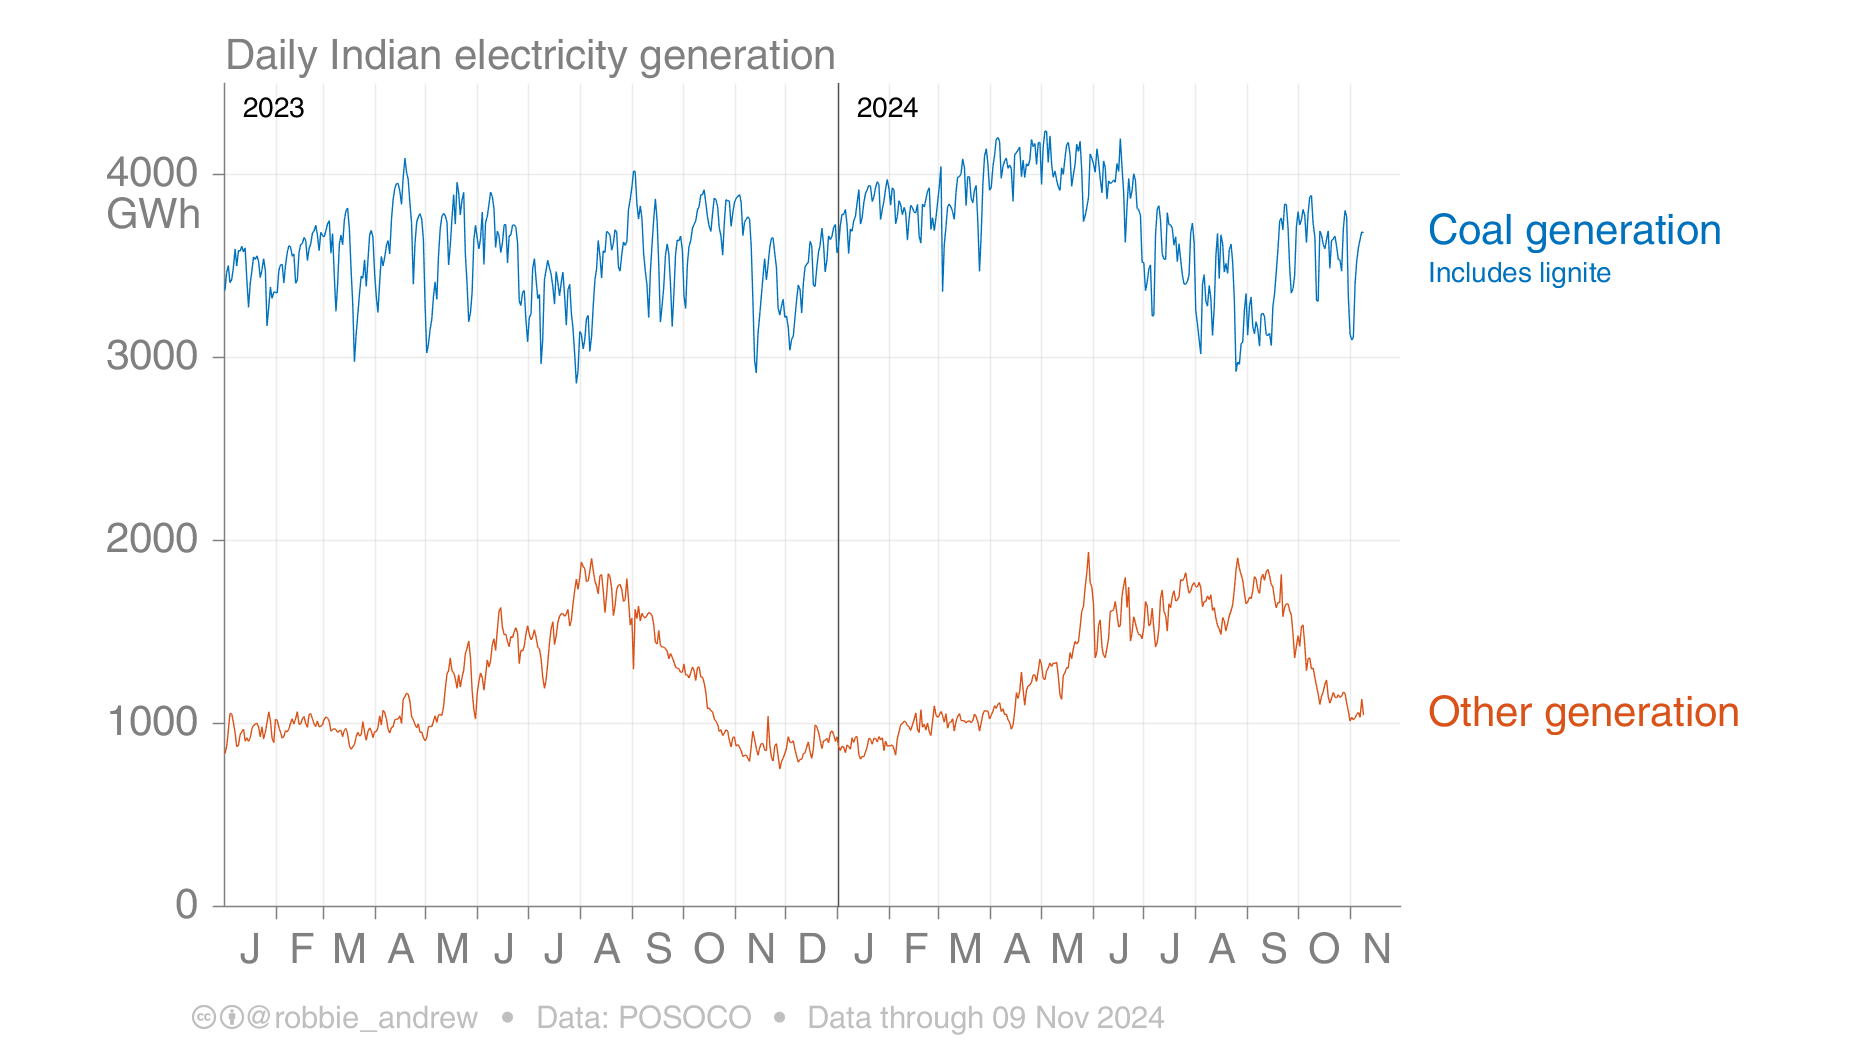 Daily Indian electricity generation
2023
2024
4000
GWh
3000
2000
1000
0
Coal generation
Includes lignite
Other generation
J F M A M J J A S O N D J F M A M J J A S O N
cc @robbie_andrew • Data: POSOCO • Data through 09 Nov 2024